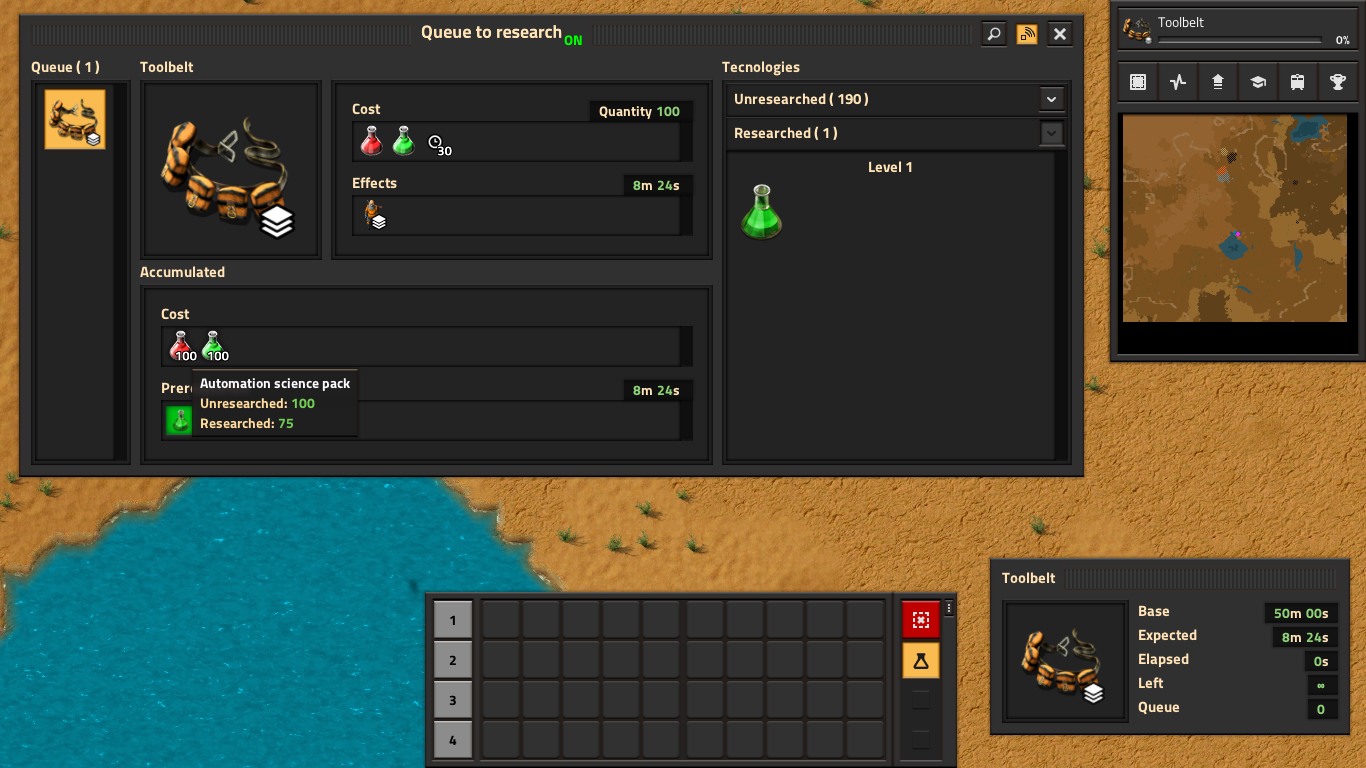 Queue to research ON
Queue ( 1 )
Toolbelt
Cost
Quantity 100
30
Effects
8m 24s
Accumulated
Cost
100 100
Prer
8m 24s
Automation science pack
Unresearched: 100
Researched: 75
Tecnologies
Unresearched ( 190 )
Researched ( 1 )
Level 1
Toolbelt
0%
1
2
3
4
Toolbelt
Base 50m 00s
Expected 8m 24s
Elapsed 0s
Left ∞
Queue 0